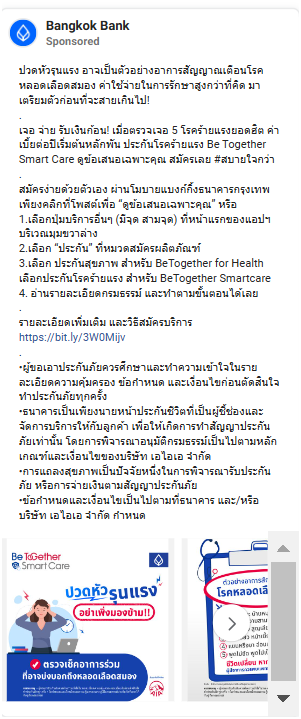 Bangkok Bank
Sponsored
ปวดหัวรุนแรง อาจเป็นตัวอย่างอาการสัญญาณเตือนโรค
หลอดเลือดสมอง ค่าใช้จ่ายในการรักษาสูงกว่าที่คิด มา
เตรียมตัวก่อนที่จะสายเกินไป!
.
เจอ จ่าย รับเงินก้อน! เมื่อตรวจเจอ 5 โรคร้ายแรงยอดฮิต ค่า
เบี้ยต่อปีเริ่มต้นหลักพัน ประกันโรคร้ายแรง Be Together
Smart Care ดูข้อเสนอเฉพาะคุณ สมัครเลย #สบายใจกว่า
.
สมัครง่ายด้วยตัวเอง ผ่านโมบายแบงก์กิ้งธนาคารกรุงเทพ
เพียงคลิกที่โพสต์เพื่อ “ดูข้อเสนอเฉพาะคุณ” หรือ
1.เลือกปุ่มบริการอื่นๆ (มีจุด สามจุด) ที่หน้าแรกของแอปฯ
บริเวณมุมขวาล่าง
2.เลือก “ประกัน” ที่หมวดสมัครผลิตภัณฑ์
3.เลือก ประกันสุขภาพ สำหรับ BeTogether for Health
เลือกประกันโรคร้ายแรง สำหรับ BeTogether Smartcare
4. อ่านรายละเอียดกรมธรรม์ และทำตามขั้นตอนได้เลย
.
รายละเอียดเพิ่มเติม และวิธีสมัครบริการ
https://bit.ly/3W0Mijv
.
•ผู้ขอเอาประกันภัยควรศึกษาและทำความเข้าใจในราย
ละเอียดความคุ้มครอง ข้อกำหนด และเงื่อนไขก่อนตัดสินใจ
ทำประกันภัยทุกครั้ง
•ธนาคารเป็นเพียงนายหน้าประกันชีวิตที่เป็นผู้ชี้ช่องและ
จัดการบริการให้กับลูกค้า เพื่อให้เกิดการทำสัญญาประกัน
ภัยเท่านั้น โดยการพิจารณาอนุมัติกรมธรรม์เป็นไปตามหลัก
เกณฑ์และเงื่อนไขของบริษัท เอไอเอ จำกัด
•การแถลงสุขภาพเป็นปัจจัยหนึ่งในการพิจารณารับประกัน
ภัย หรือการจ่ายเงินตามสัญญาประกันภัย
•ข้อกำหนดและเงื่อนไขเป็นไปตามที่ธนาคาร และ/หรือ
บริษัท เอไอเอ จำกัด กำหนด
Be ToGether
Smart Care
ปวดหัวรุนแรง
อย่าเพิ่งมองข้าม!!
ตรวจเช็กอาการร่วม
ที่อาจบ่งบอกถึงหลอดเลือดสมอง
AIA